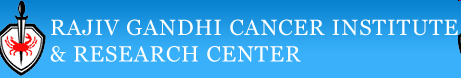 RAJIV GANDHI CANCER INSTITUTE
& RESEARCH CENTER